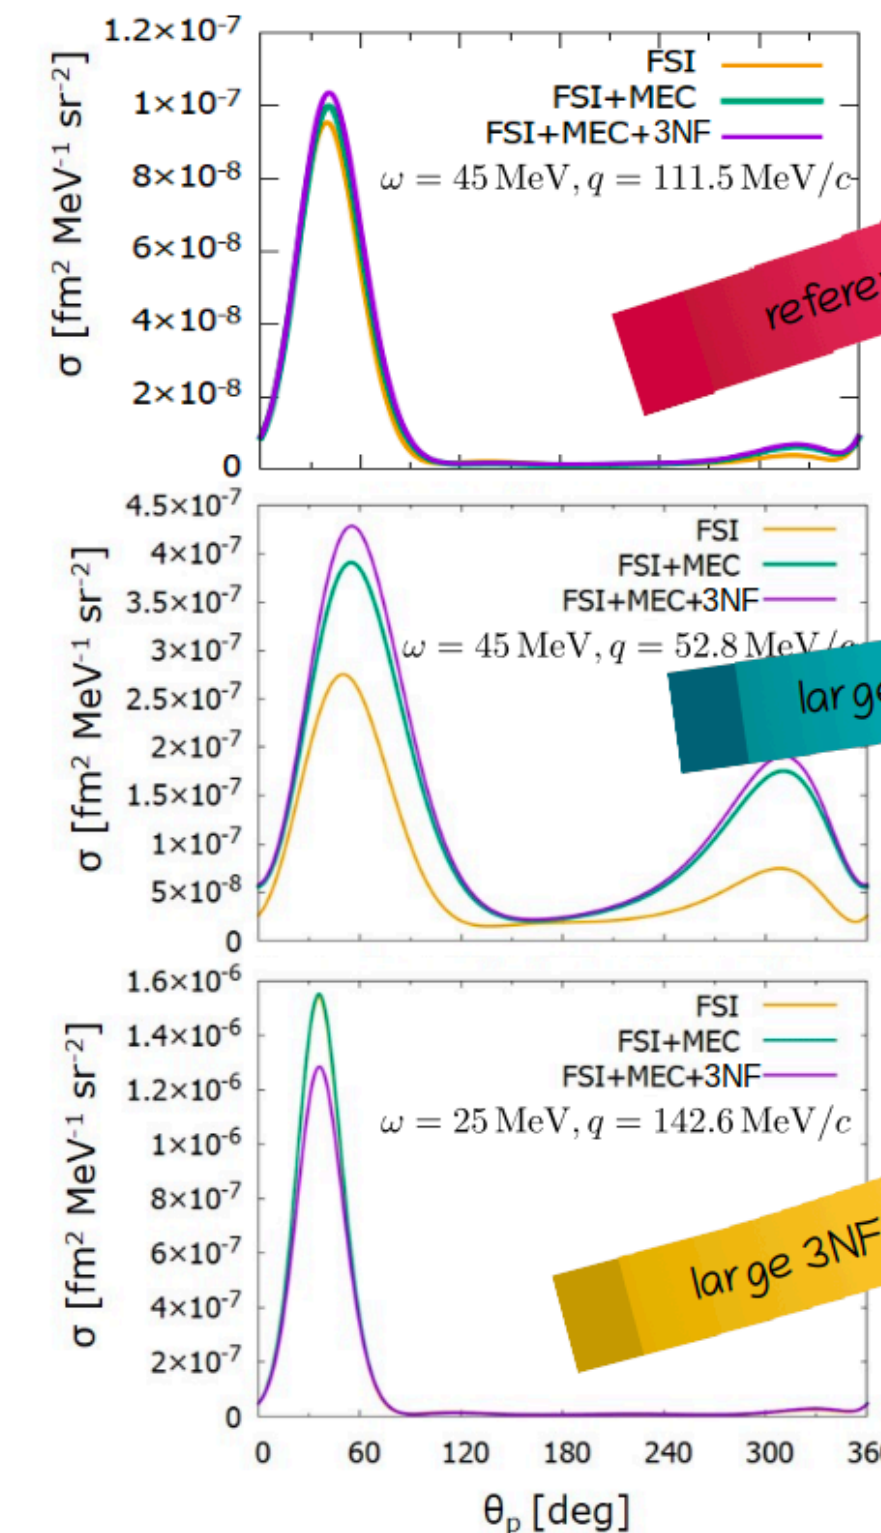 1.2×10⁻⁷
1×10⁻⁷
8×10⁻⁸
6×10⁻⁸
4×10⁻⁸
2×10⁻⁸
0
σ [fm² MeV⁻¹ sr⁻²]
FSI
FSI+MEC
FSI+MEC+3NF
ω = 45 MeV, q = 111.5 MeV/c
4.5×10⁻⁷
4×10⁻⁷
3.5×10⁻⁷
3×10⁻⁷
2.5×10⁻⁷
2×10⁻⁷
1.5×10⁻⁷
1×10⁻⁷
5×10⁻⁸
0
σ [fm² MeV⁻¹ sr⁻²]
FSI
FSI+MEC
FSI+MEC+3NF
ω = 45 MeV, q = 52.8 MeV/c
large
1.6×10⁻⁶
1.4×10⁻⁶
1.2×10⁻⁶
1×10⁻⁶
8×10⁻⁷
6×10⁻⁷
4×10⁻⁷
2×10⁻⁷
0
σ [fm² MeV⁻¹ sr⁻²]
FSI
FSI+MEC
FSI+MEC+3NF
ω = 25 MeV, q = 142.6 MeV/c
large 3NF
0 60 120 180 240 300
θp [deg]